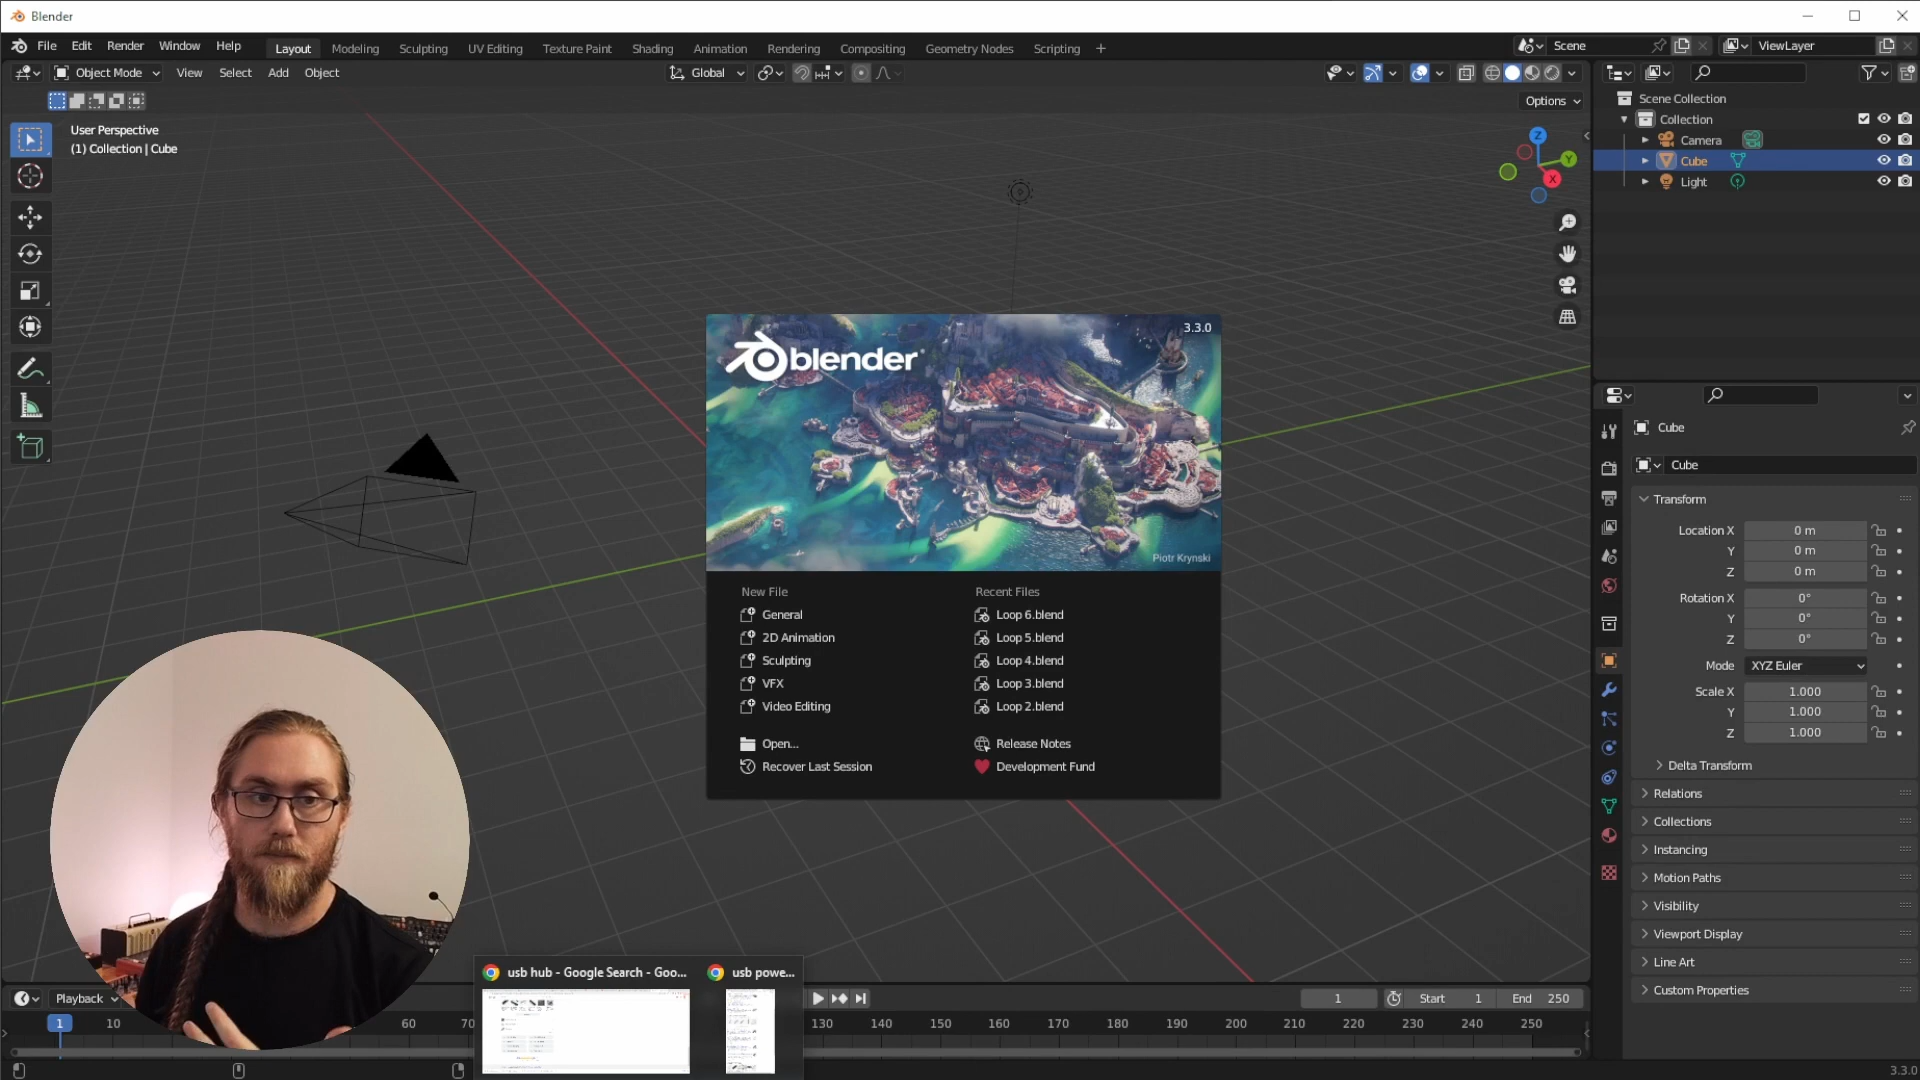 Blender
File Edit Render Window Help
Layout Modeling Sculpting UV Editing Texture Paint Shading Animation Rendering Compositing Geometry Nodes Scripting +
Scene
ViewLayer
Object Mode View Select Add Object
Global
Options
User Perspective
(1) Collection | Cube
Z
Y
X
Scene Collection
Collection
Camera
Cube
Light
blender
3.3.0
Piotr Krynski
New File
General
2D Animation
Sculpting
VFX
Video Editing
Open...
Recover Last Session
Recent Files
Loop 6.blend
Loop 5.blend
Loop 4.blend
Loop 3.blend
Loop 2.blend
Release Notes
Development Fund
Cube
Cube
Transform
Location X 0 m
Y 0 m
Z 0 m
Rotation X 0°
Y 0°
Z 0°
Mode XYZ Euler
Scale X 1.000
Y 1.000
Z 1.000
Delta Transform
Relations
Collections
Instancing
Motion Paths
Visibility
Viewport Display
Line Art
Custom Properties
usb hub - Google Search - Goo...
usb powe...
Playback
1 Start 1 End 250
1 10 60 70 130 140 150 160 170 180 190 200 210 220 230 240 250
3.3.0